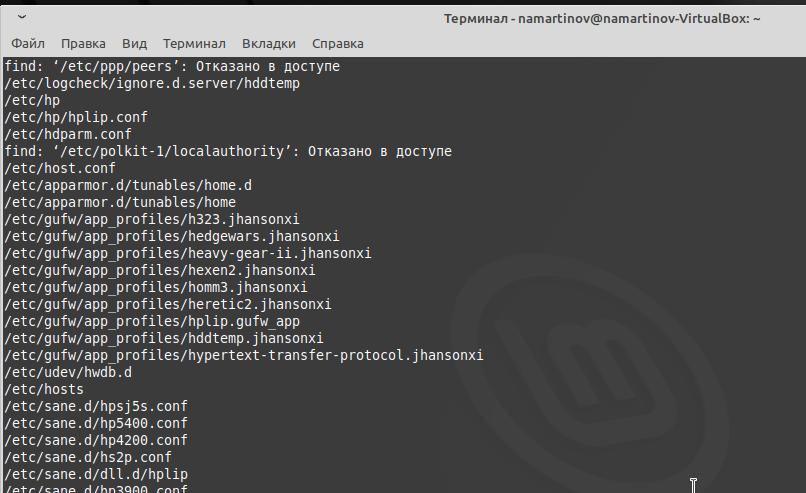 Терминал - namartinov@namartinov-VirtualBox: ~
Файл Правка Вид Терминал Вкладки Справка
find: ‘/etc/ppp/peers’: Отказано в доступе
/etc/logcheck/ignore.d.server/hddtemp
/etc/hp
/etc/hp/hplip.conf
/etc/hdparm.conf
find: ‘/etc/polkit-1/localauthority’: Отказано в доступе
/etc/host.conf
/etc/apparmor.d/tunables/home.d
/etc/apparmor.d/tunables/home
/etc/gufw/app_profiles/h323.jhansonxi
/etc/gufw/app_profiles/hedgewars.jhansonxi
/etc/gufw/app_profiles/heavy-gear-ii.jhansonxi
/etc/gufw/app_profiles/hexen2.jhansonxi
/etc/gufw/app_profiles/homm3.jhansonxi
/etc/gufw/app_profiles/heretic2.jhansonxi
/etc/gufw/app_profiles/hplip.gufw_app
/etc/gufw/app_profiles/hddtemp.jhansonxi
/etc/gufw/app_profiles/hypertext-transfer-protocol.jhansonxi
/etc/udev/hwdb.d
/etc/hosts
/etc/sane.d/hpsj5s.conf
/etc/sane.d/hp5400.conf
/etc/sane.d/hp4200.conf
/etc/sane.d/hs2p.conf
/etc/sane.d/dll.d/hplip
/etc/sane.d/hp3900.conf